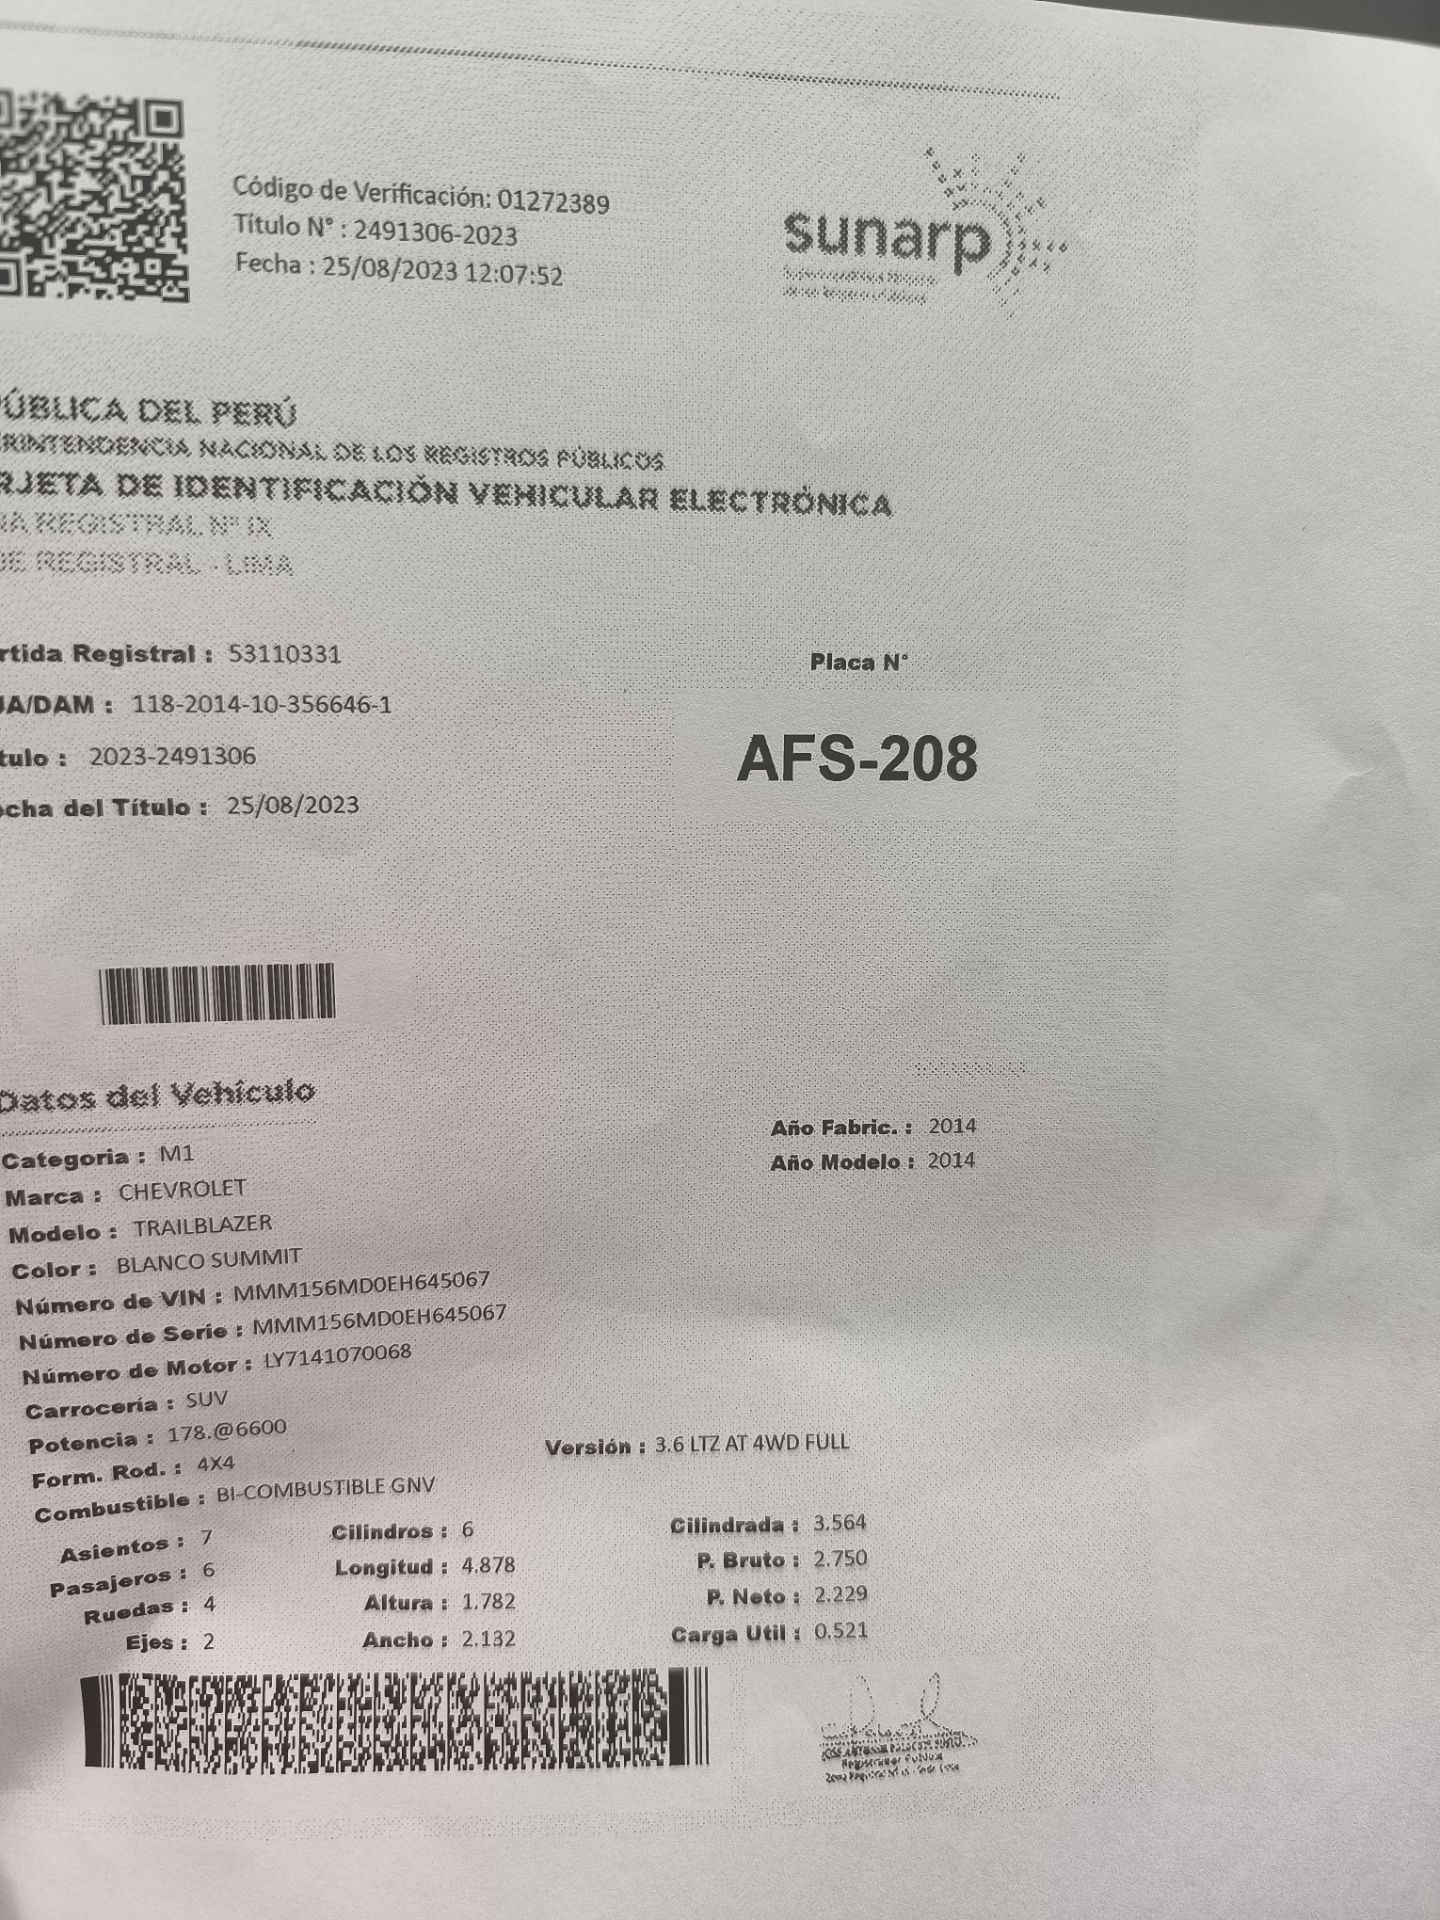 Código de Verificación: 01272389
Título N° : 2491306-2023
Fecha : 25/08/2023 12:07:52
sunarp
PÚBLICA DEL PERÚ
RINTENDENCIA NACIONAL DE LOS REGISTROS PÚBLICOS
RJETA DE IDENTIFICACIÓN VEHICULAR ELECTRÓNICA
NA REGISTRAL N° IX
DE REGISTRAL - LIMA
rtida Registral : 53110331
UA/DAM : 118-2014-10-356646-1
tulo : 2023-2491306
echa del Título : 25/08/2023
Placa N°
AFS-208
Datos del Vehículo
Año Fabric. : 2014
Año Modelo : 2014
Categoria : M1
Marca : CHEVROLET
Modelo : TRAILBLAZER
Color : BLANCO SUMMIT
Número de VIN : MMM156MD0EH645067
Número de Serie : MMM156MD0EH645067
Número de Motor : LY7141070068
Carrocería : SUV
Potencia : 178.@6600
Versión : 3.6 LTZ AT 4WD FULL
Form. Rod. : 4X4
Combustible : BI-COMBUSTIBLE GNV
Asientos : 7 Cilindros : 6 Cilindrada : 3.564
Pasajeros : 6 Longitud : 4.878 P. Bruto : 2.750
Ruedas : 4 Altura : 1.782 P. Neto : 2.229
Ejes : 2 Ancho : 2.132 Carga Util : 0.521
Registrador Público